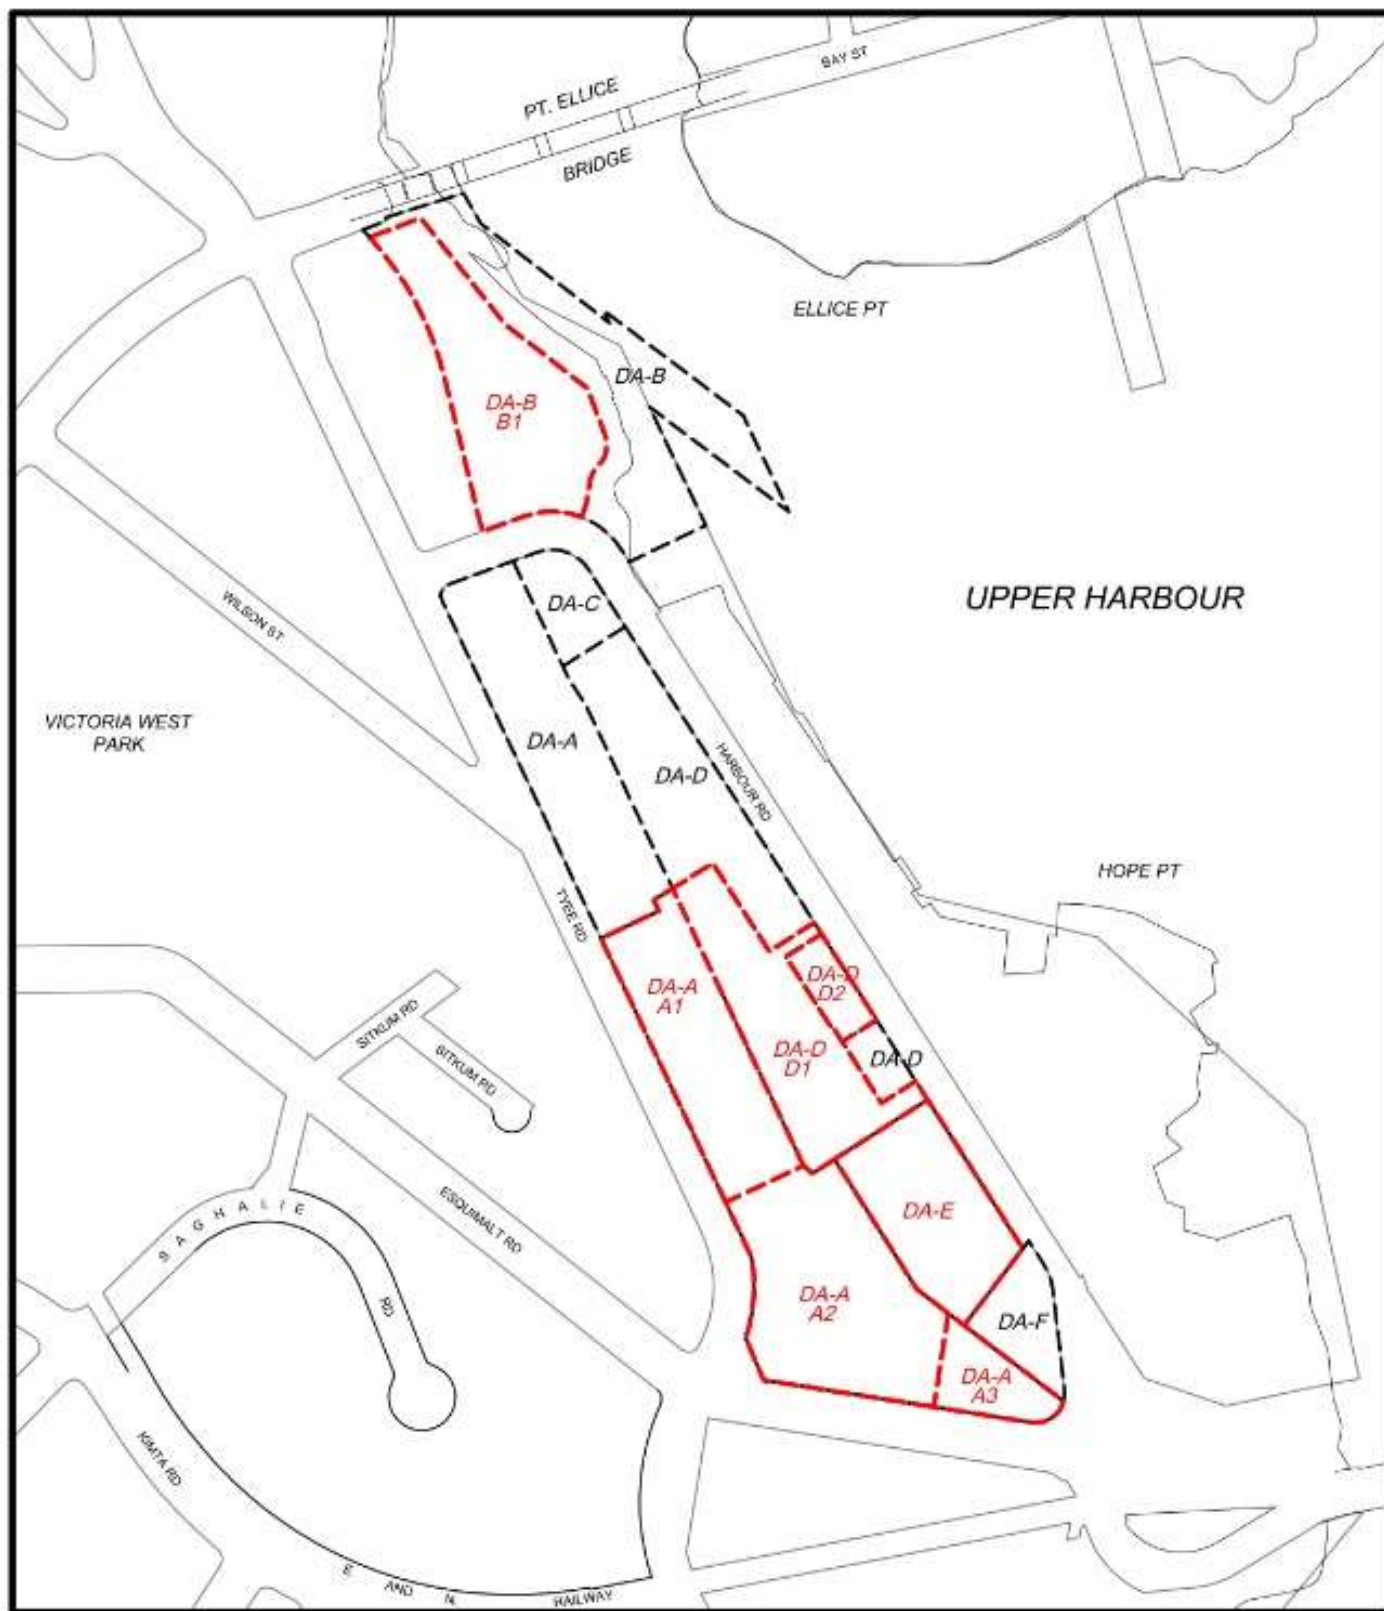 BAY ST
PT. ELLICE
BRIDGE
ELLICE PT
DA-B
DA-B
B1
UPPER HARBOUR
WILSON ST.
DA-C
VICTORIA WEST
PARK
DA-A
DA-D
HARBOUR RD
HOPE PT
TYEE RD
DA-A
A1
DA-D
D2
SITKUM RD
SITKUM RD
DA-D
D1
DA-D
ESQUIMALT RD
SAGHALIE
RD
DA-E
DA-A
A2
DA-F
DA-A
A3
KIMTA RD
E AND N. RAILWAY